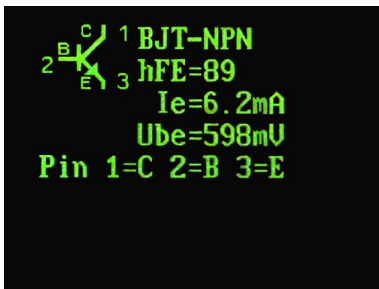 C 1 BJT-NPN
2 B
E 3 hFE=89
Ie=6.2mA
Ube=598mV
Pin 1=C 2=B 3=E